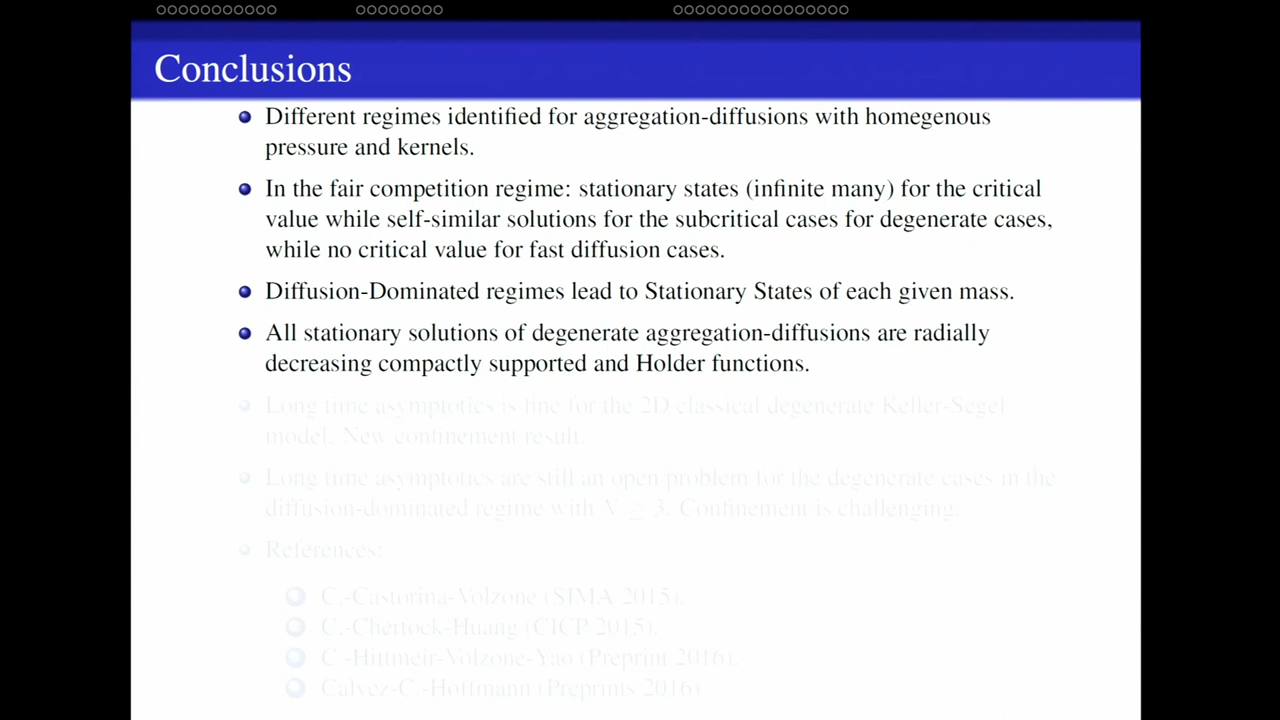 Conclusions
Different regimes identified for aggregation-diffusions with homegenous
pressure and kernels.
In the fair competition regime: stationary states (infinite many) for the critical
value while self-similar solutions for the subcritical cases for degenerate cases,
while no critical value for fast diffusion cases.
Diffusion-Dominated regimes lead to Stationary States of each given mass.
All stationary solutions of degenerate aggregation-diffusions are radially
decreasing compactly supported and Holder functions.
Long time asymptotics is fine for the 2D classical degenerate Keller-Segel
model. New confinement result.
Long time asymptotics are still an open problem for the degenerate cases in the
diffusion-dominated regime with N ≥ 3. Confinement is challenging.
References:
C.-Castorina-Volzone (SIMA 2015).
C.-Chertock-Huang (CICP 2015).
C.-Hittmeir-Volzone-Yao (Preprint 2016).
Calvez-C.-Hoffmann (Preprints 2016)